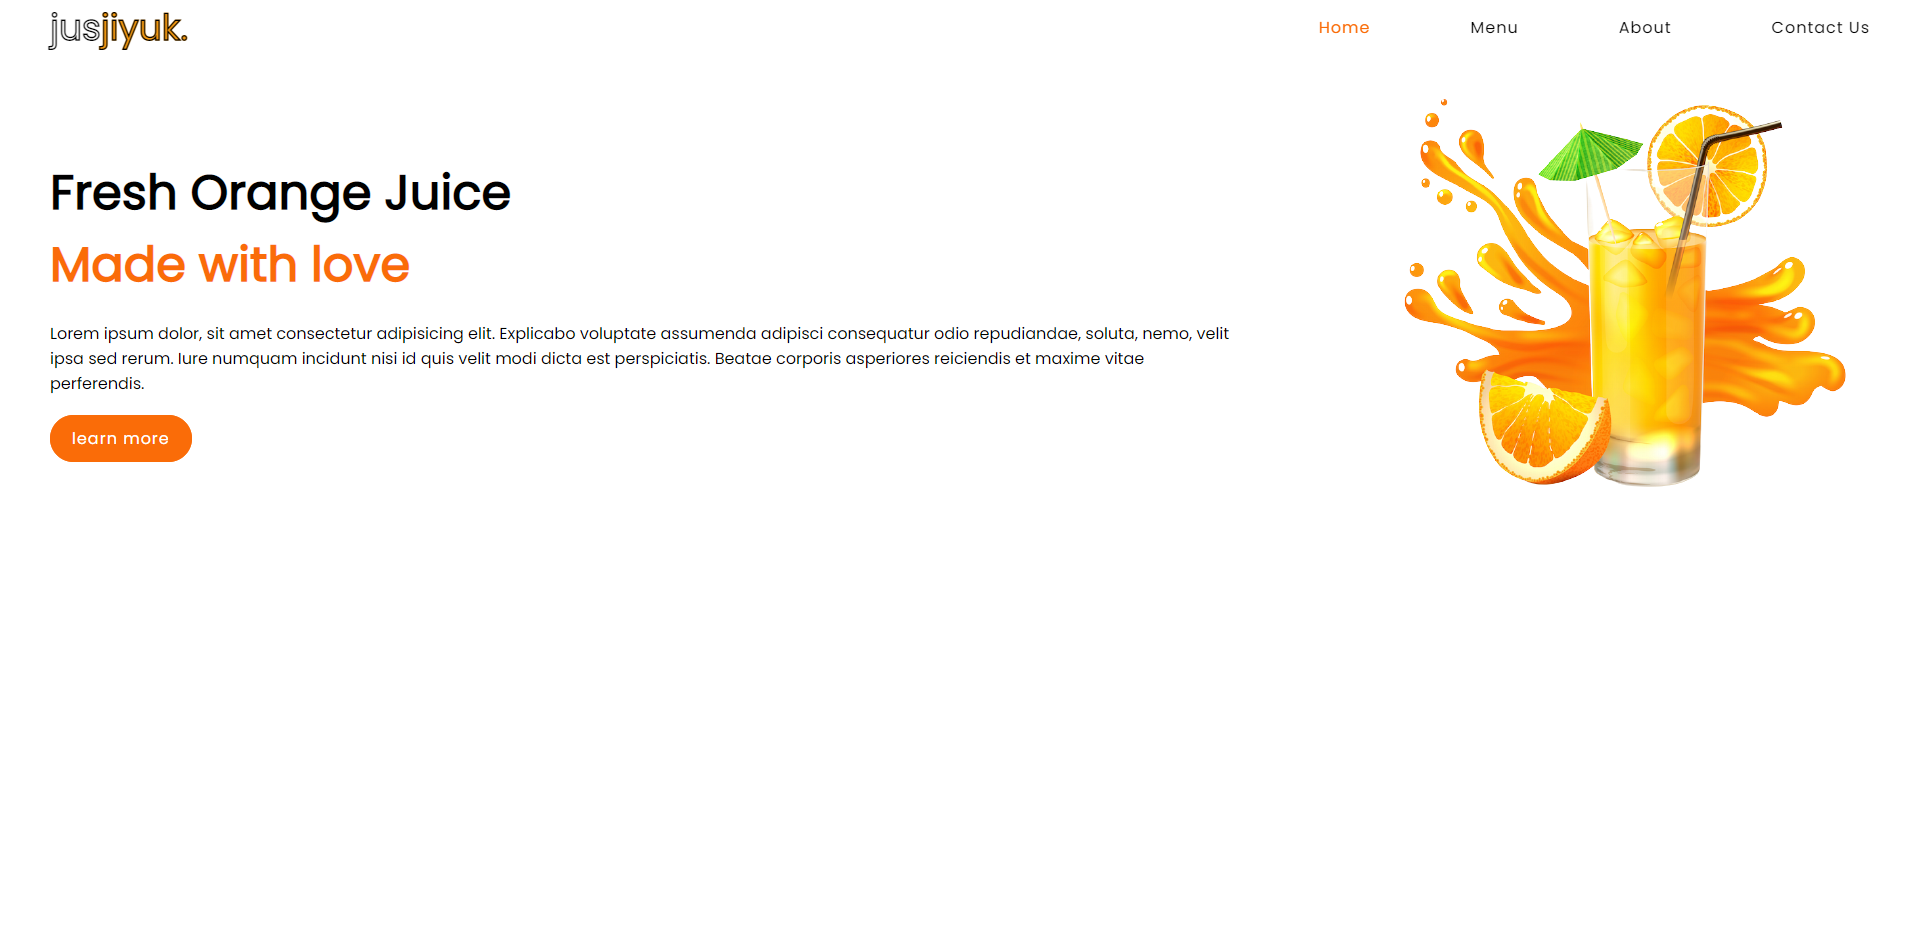 jusjiyuk.
Home Menu About Contact Us
Fresh Orange Juice
Made with love
Lorem ipsum dolor, sit amet consectetur adipisicing elit. Explicabo voluptate assumenda adipisci consequatur odio repudiandae, soluta, nemo, velit
ipsa sed rerum. Iure numquam incidunt nisi id quis velit modi dicta est perspiciatis. Beatae corporis asperiores reiciendis et maxime vitae
perferendis.
learn more